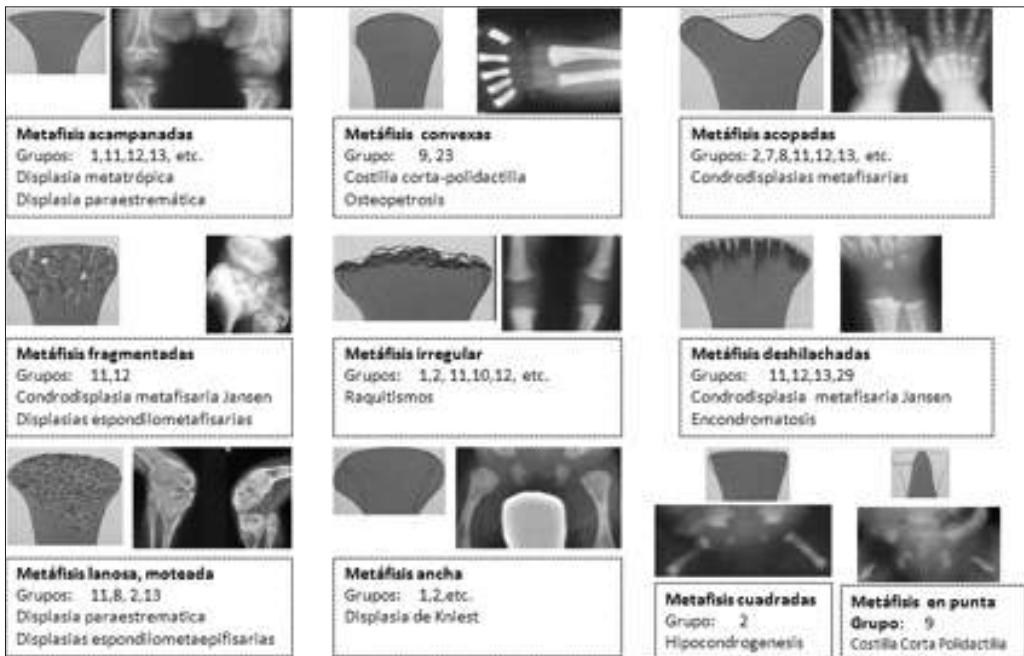 Metafisis acampanadas
Grupos: 1,11,12,13, etc.
Displasia metatrópica
Displasia paraestremática
Metáfisis convexas
Grupo: 9, 23
Costilla corta-polidactilia
Osteopetrosis
Metáfisis acopadas
Grupos: 2,7,8,11,12,13, etc.
Condrodisplasias metafisarias
Metáfisis fragmentadas
Grupos: 11,12
Condrodisplasia metafisaria Jansen
Displasias espondilometafisarias
Metáfisis irregular
Grupos: 1,2, 11,10,12, etc.
Raquitismos
Metáfisis deshilachadas
Grupos: 11,12,13,29
Condrodisplasia metafisaria Jansen
Encondromatosis
Metáfisis lanosa, moteada
Grupos: 11,8, 2,13
Displasia paraestrematica
Displasias espondilometaepifisarias
Metáfisis ancha
Grupos: 1,2,etc.
Displasia de Kniest
Metafisis cuadradas
Grupo: 2
Hipocondrogenesis
Metáfisis en punta
Grupo: 9
Costilla Corta Polidactilia